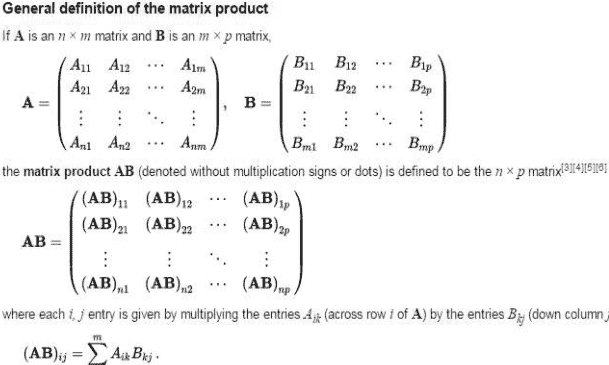 General definition of the matrix product
If A is an n × m matrix and B is an m × p matrix,
A = ( A11 A12 ⋯ A1m
A21 A22 ⋯ A2m
⋮ ⋮ ⋱ ⋮
An1 An2 ⋯ Anm ) , B = ( B11 B12 ⋯ B1p
B21 B22 ⋯ B2p
⋮ ⋮ ⋱ ⋮
Bm1 Bm2 ⋯ Bmp )
the matrix product AB (denoted without multiplication signs or dots) is defined to be the n × p matrix[3][4][5][6]
AB = ( (AB)11 (AB)12 ⋯ (AB)1p
(AB)21 (AB)22 ⋯ (AB)2p
⋮ ⋮ ⋱ ⋮
(AB)n1 (AB)n2 ⋯ (AB)np )
where each i, j entry is given by multiplying the entries Aik (across row i of A) by the entries Bkj (down column j
(AB)ij = ∑ m AikBkj .